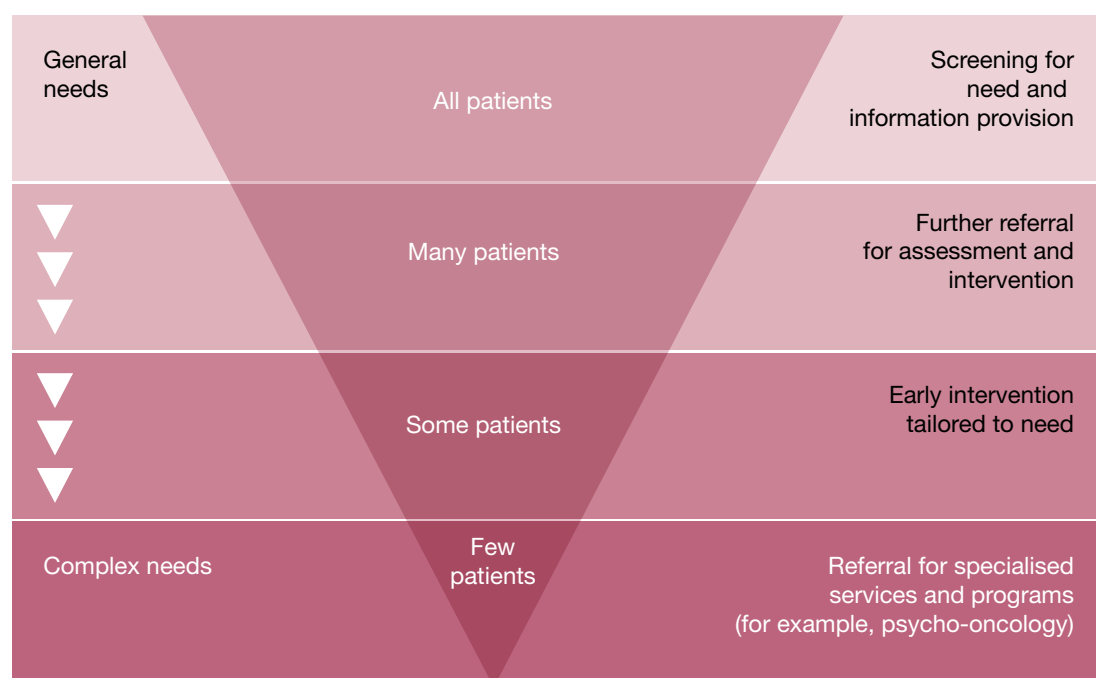 General
needs
All patients
Screening for
need and
information provision
Many patients
Further referral
for assessment and
intervention
Some patients
Early intervention
tailored to need
Complex needs
Few
patients
Referral for specialised
services and programs
(for example, psycho-oncology)